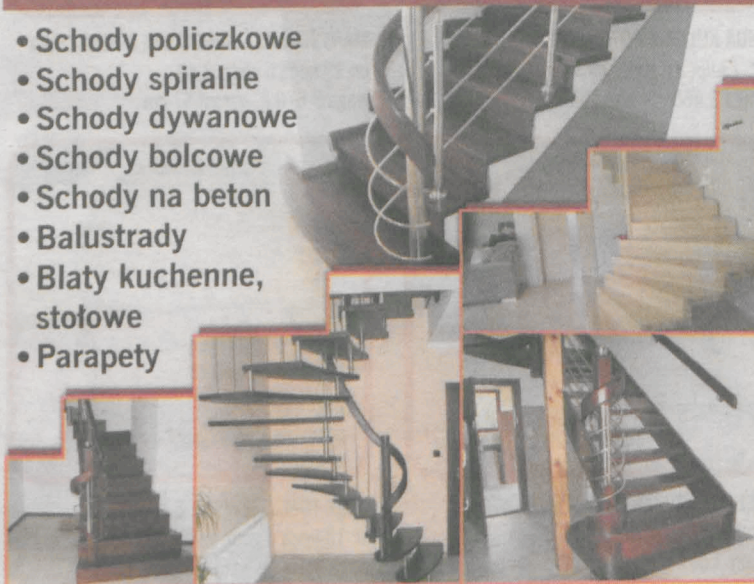 • Schody policzkowe
• Schody spiralne
• Schody dywanowe
• Schody bolcowe
• Schody na beton
• Balustrady
• Blaty kuchenne,
stołowe
• Parapety